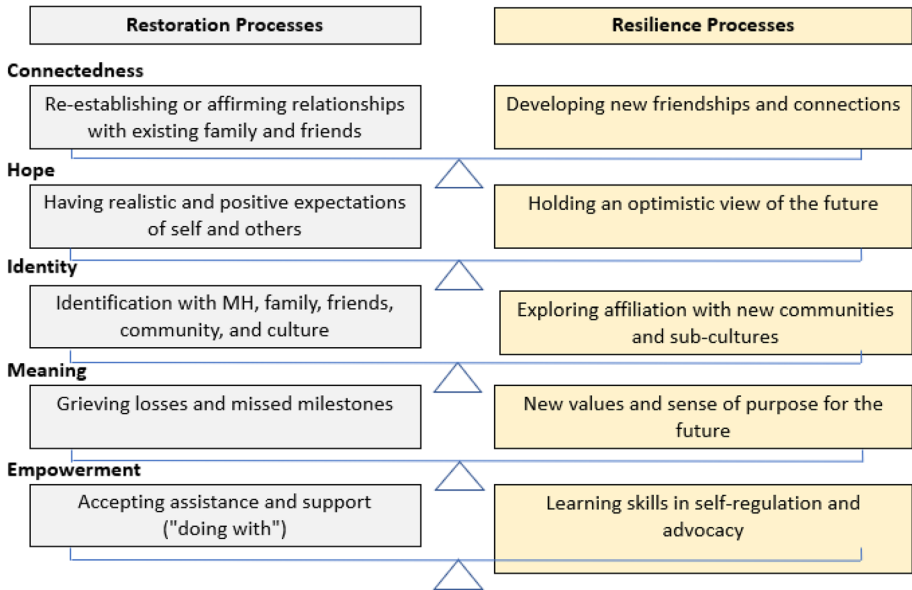 Restoration Processes
Resilience Processes
Connectedness
Re-establishing or affirming relationships
with existing family and friends
Developing new friendships and connections
Hope
Having realistic and positive expectations
of self and others
Holding an optimistic view of the future
Identity
Identification with MH, family, friends,
community, and culture
Exploring affiliation with new communities
and sub-cultures
Meaning
Grieving losses and missed milestones
New values and sense of purpose for the
future
Empowerment
Accepting assistance and support
("doing with")
Learning skills in self-regulation and
advocacy